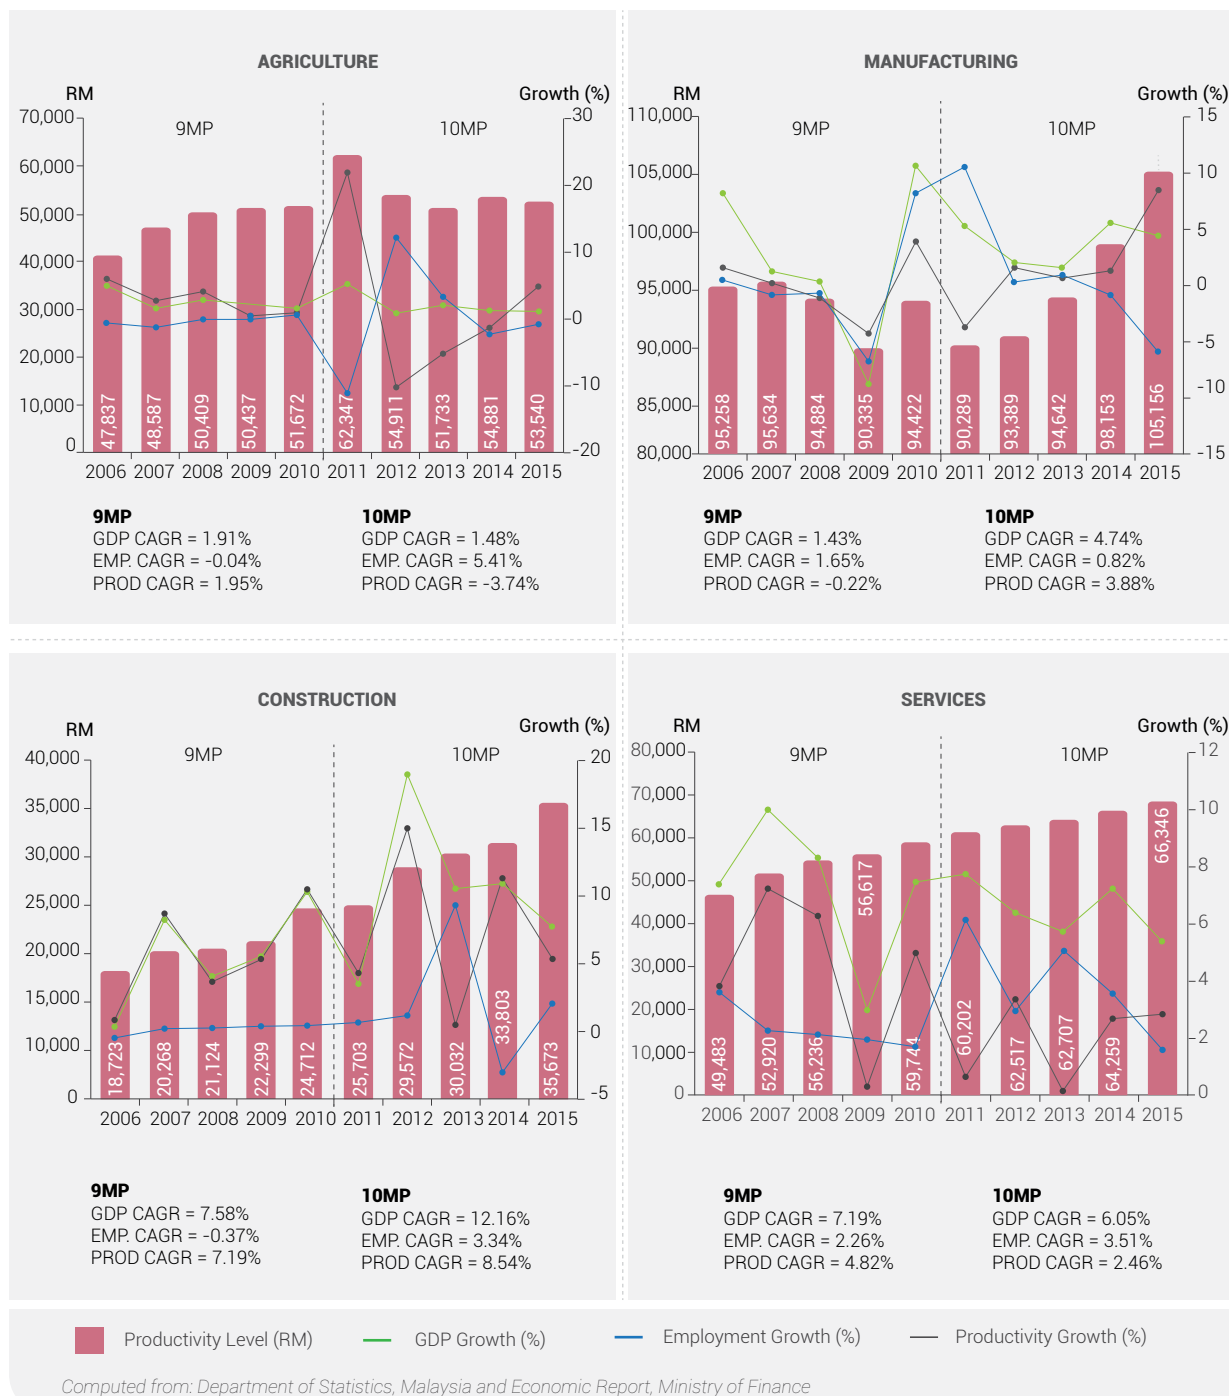 AGRICULTURE
RM
Growth (%)
9MP
10MP
70,000
60,000
50,000
40,000
30,000
20,000
10,000
0
30
20
10
0
-10
-20
47,837
48,587
50,409
50,437
51,672
62,347
54,911
51,733
54,881
53,540
2006 2007 2008 2009 2010 2011 2012 2013 2014 2015
9MP
GDP CAGR = 1.91%
EMP. CAGR = -0.04%
PROD CAGR = 1.95%
10MP
GDP CAGR = 1.48%
EMP. CAGR = 5.41%
PROD CAGR = -3.74%
MANUFACTURING
RM
Growth (%)
9MP
10MP
110,000
105,000
100,000
95,000
90,000
85,000
80,000
15
10
5
0
-5
-10
-15
95,258
95,634
94,884
90,335
94,422
90,289
93,389
94,642
98,153
105,156
2006 2007 2008 2009 2010 2011 2012 2013 2014 2015
9MP
GDP CAGR = 1.43%
EMP. CAGR = 1.65%
PROD CAGR = -0.22%
10MP
GDP CAGR = 4.74%
EMP. CAGR = 0.82%
PROD CAGR = 3.88%
CONSTRUCTION
RM
Growth (%)
9MP
10MP
40,000
35,000
30,000
25,000
20,000
15,000
10,000
0
20
15
10
5
0
-5
18,723
20,268
21,124
22,299
24,712
25,703
29,572
30,032
33,803
35,673
2006 2007 2008 2009 2010 2011 2012 2013 2014 2015
9MP
GDP CAGR = 7.58%
EMP. CAGR = -0.37%
PROD CAGR = 7.19%
10MP
GDP CAGR = 12.16%
EMP. CAGR = 3.34%
PROD CAGR = 8.54%
SERVICES
RM
Growth (%)
9MP
10MP
80,000
70,000
60,000
50,000
40,000
30,000
20,000
10,000
0
12
10
8
6
4
2
0
49,483
52,920
56,236
56,617
59,744
60,202
62,517
62,707
64,259
66,346
2006 2007 2008 2009 2010 2011 2012 2013 2014 2015
9MP
GDP CAGR = 7.19%
EMP. CAGR = 2.26%
PROD CAGR = 4.82%
10MP
GDP CAGR = 6.05%
EMP. CAGR = 3.51%
PROD CAGR = 2.46%
Productivity Level (RM)
GDP Growth (%)
Employment Growth (%)
Productivity Growth (%)
Computed from: Department of Statistics, Malaysia and Economic Report, Ministry of Finance